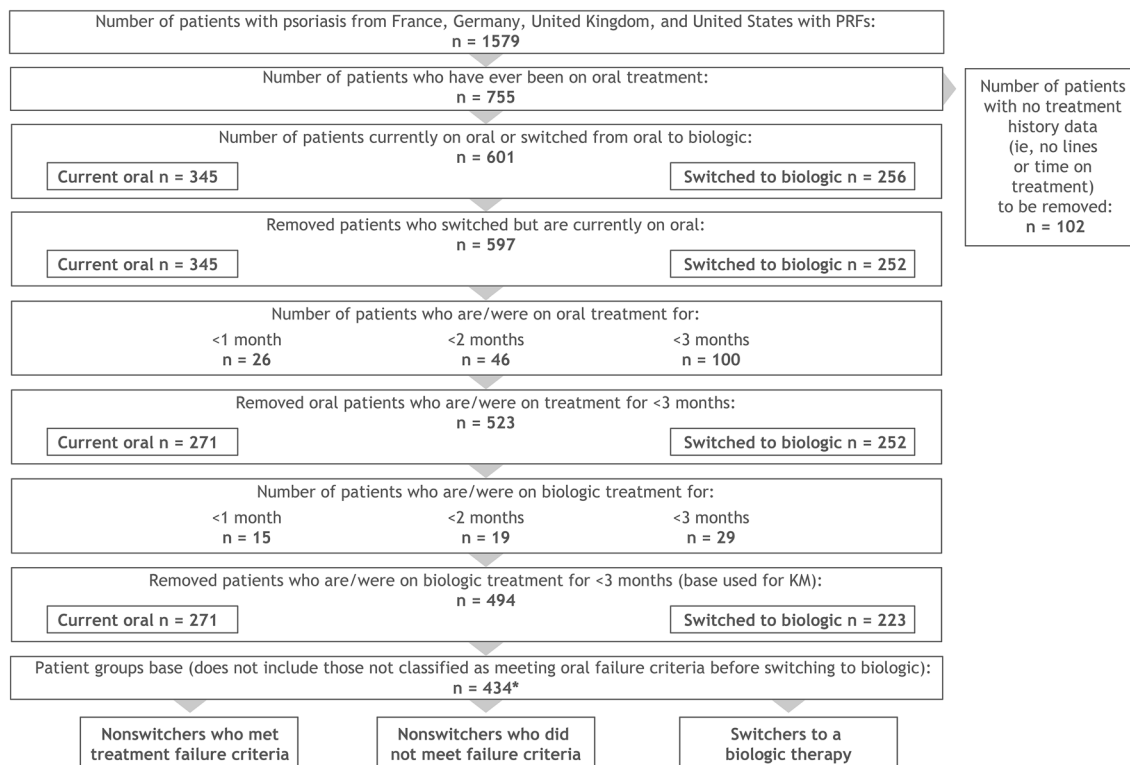 Number of patients with psoriasis from France, Germany, United Kingdom, and United States with PRFs:
n = 1579
Number of patients who have ever been on oral treatment:
n = 755
Number of patients
with no treatment
history data
(ie, no lines
or time on
treatment)
to be removed:
n = 102
Number of patients currently on oral or switched from oral to biologic:
n = 601
Current oral n = 345
Switched to biologic n = 256
Removed patients who switched but are currently on oral:
n = 597
Current oral n = 345
Switched to biologic n = 252
Number of patients who are/were on oral treatment for:
<1 month
n = 26
<2 months
n = 46
<3 months
n = 100
Removed oral patients who are/were on treatment for <3 months:
n = 523
Current oral n = 271
Switched to biologic n = 252
Number of patients who are/were on biologic treatment for:
<1 month
n = 15
<2 months
n = 19
<3 months
n = 29
Removed patients who are/were on biologic treatment for <3 months (base used for KM):
n = 494
Current oral n = 271
Switched to biologic n = 223
Patient groups base (does not include those not classified as meeting oral failure criteria before switching to biologic):
n = 434*
Nonswitchers who met
treatment failure criteria
Nonswitchers who did
not meet failure criteria
Switchers to a
biologic therapy